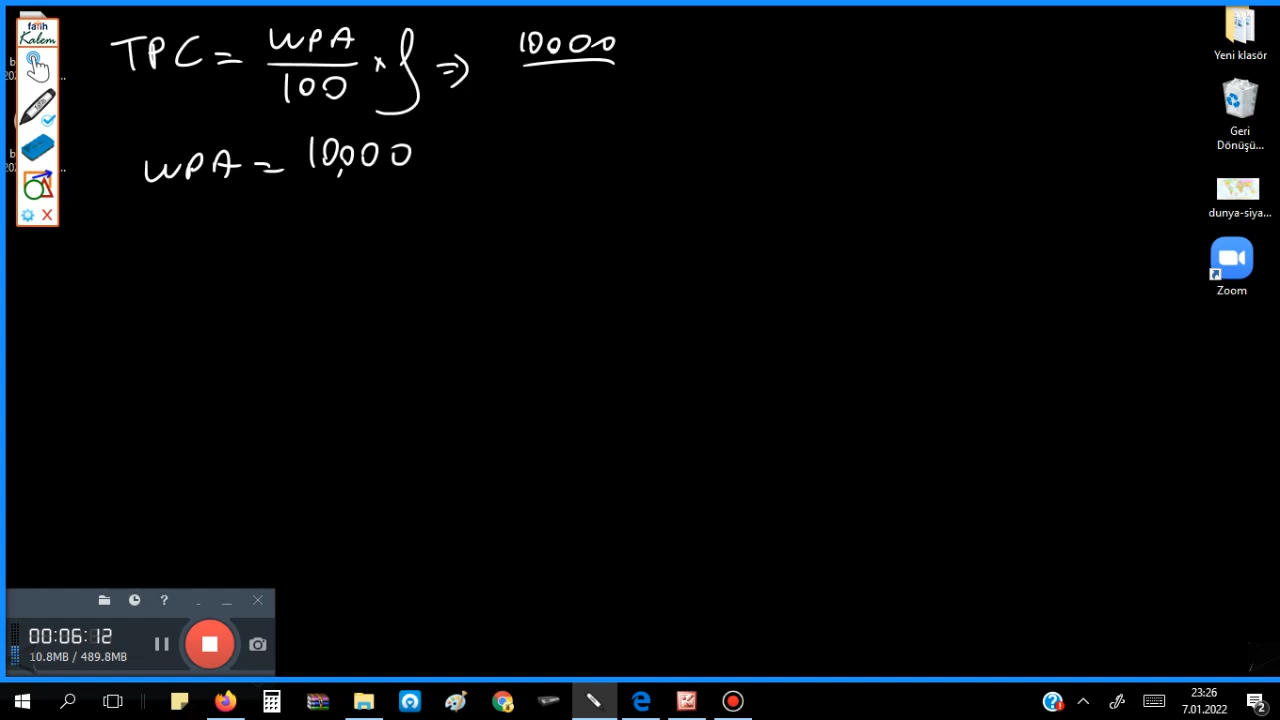 fatih
Kalem
TPC = WPA / 100 × ⟆ ⇒ 10000
WPA = 10,000
Yeni klasör
Geri
Dönüşü...
dunya-siya...
Zoom
00:06:12
10.8MB / 489.8MB
23:26
7.01.2022
2